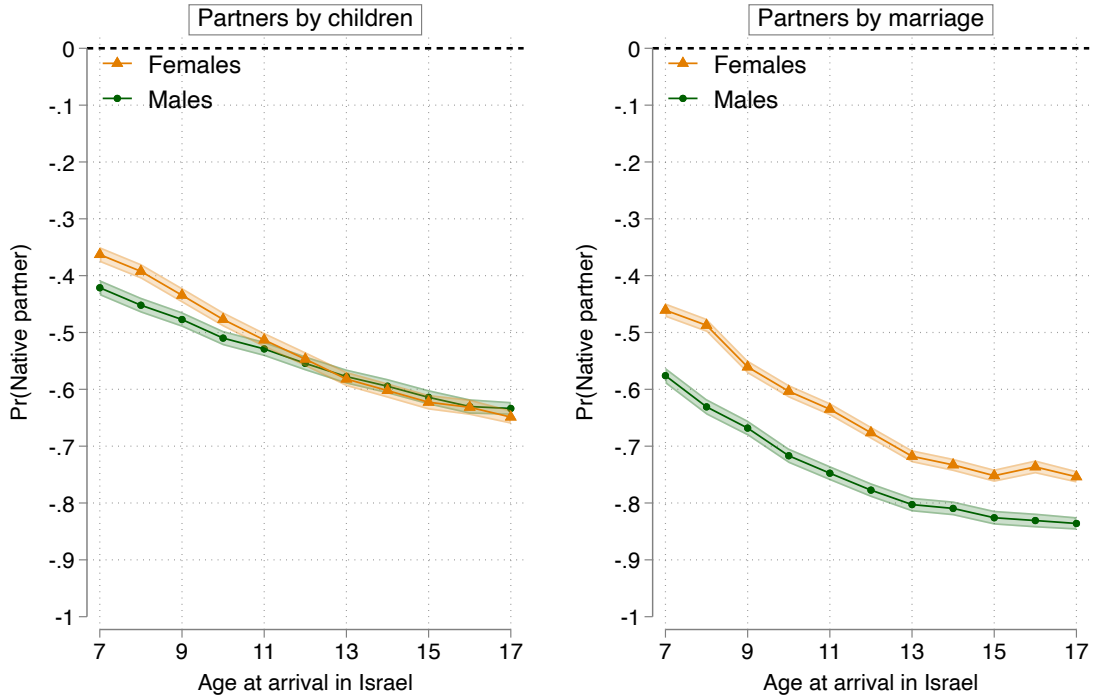 Partners by children
0
-.1
-.2
-.3
-.4
-.5
-.6
-.7
-.8
-.9
-1
Pr(Native partner)
Females
Males
7 9 11 13 15 17
Age at arrival in Israel
Partners by marriage
0
-.1
-.2
-.3
-.4
-.5
-.6
-.7
-.8
-.9
-1
Pr(Native partner)
Females
Males
7 9 11 13 15 17
Age at arrival in Israel